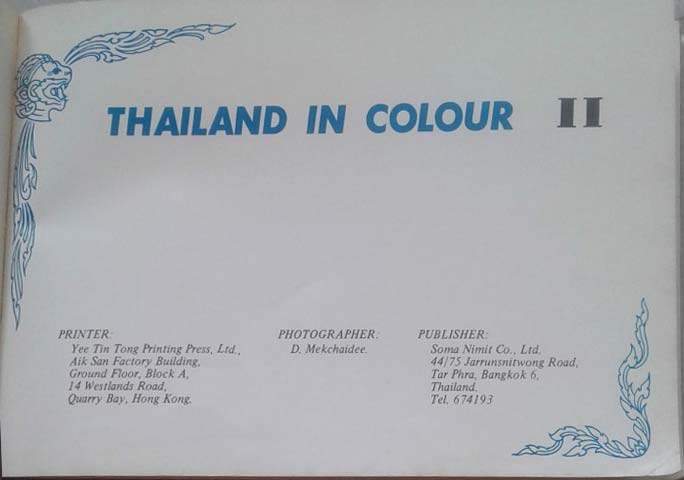 THAILAND IN COLOUR II
PRINTER:
Yee Tin Tong Printing Press, Ltd.,
Aik San Factory Building,
Ground Floor, Block A,
14 Westlands Road,
Quarry Bay, Hong Kong.
PHOTOGRAPHER:
D. Mekchaidee.
PUBLISHER:
Soma Nimit Co., Ltd.
44/75 Jarrunsnitwong Road,
Tar Phra, Bangkok 6,
Thailand.
Tel. 674193